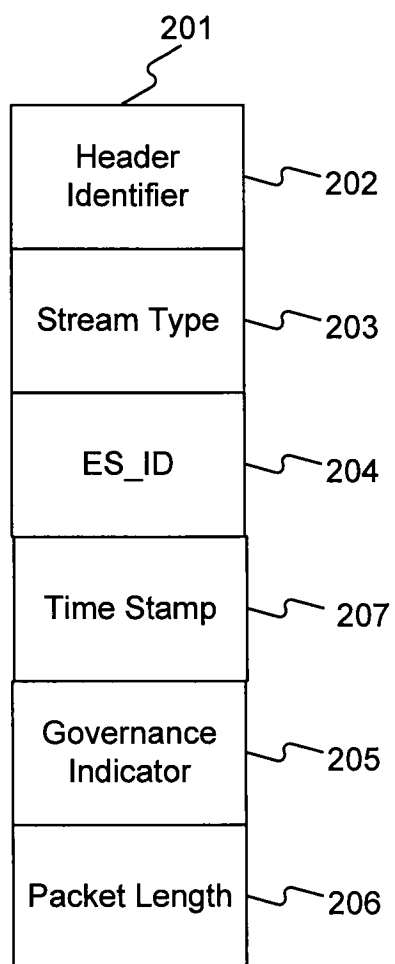 201
Header
Identifier
202
Stream Type
203
ES_ID
204
Time Stamp
207
Governance
Indicator
205
Packet Length
206